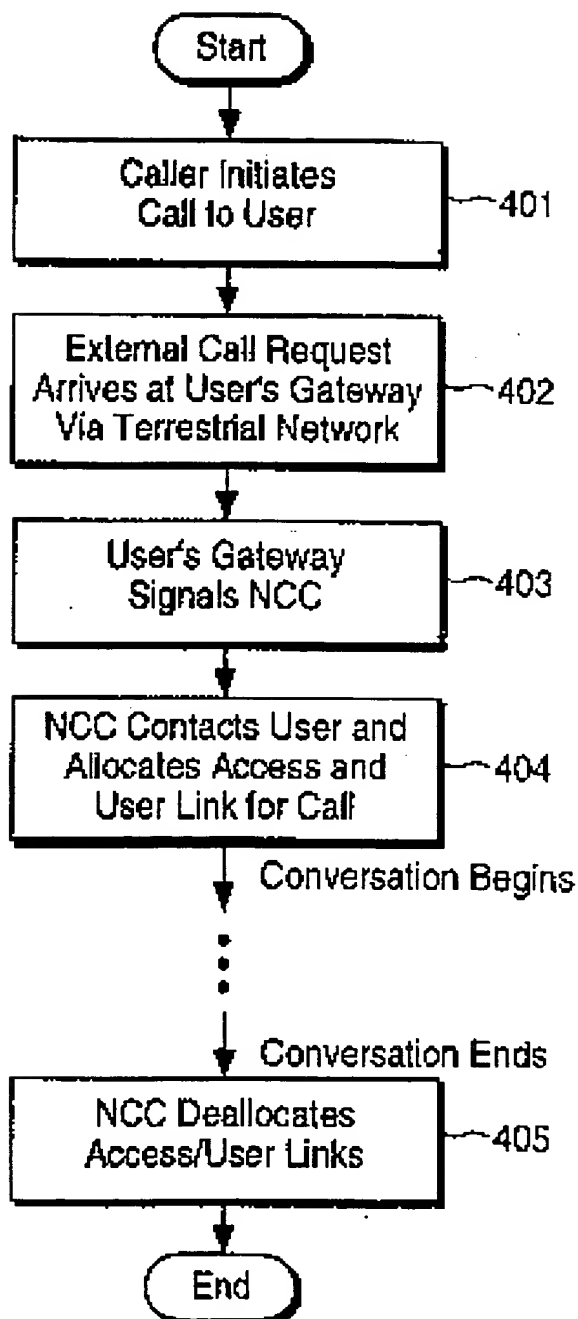 Start
Caller Initiates
Call to User
401
External Call Request
Arrives at User's Gateway
Via Terrestrial Network
402
User's Gateway
Signals NCC
403
NCC Contacts User and
Allocates Access and
User Link for Call
404
Conversation Begins
Conversation Ends
NCC Deallocates
Access/User Links
405
End